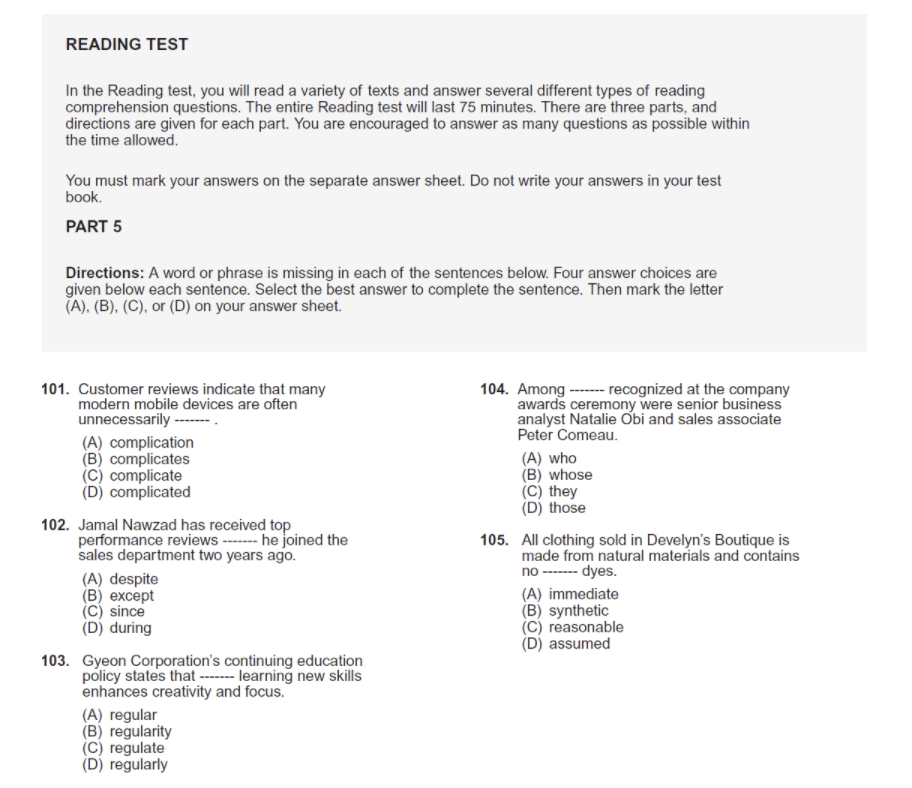 READING TEST
In the Reading test, you will read a variety of texts and answer several different types of reading
comprehension questions. The entire Reading test will last 75 minutes. There are three parts, and
directions are given for each part. You are encouraged to answer as many questions as possible within
the time allowed.
You must mark your answers on the separate answer sheet. Do not write your answers in your test
book.
PART 5
Directions: A word or phrase is missing in each of the sentences below. Four answer choices are
given below each sentence. Select the best answer to complete the sentence. Then mark the letter
(A), (B), (C), or (D) on your answer sheet.
101. Customer reviews indicate that many
modern mobile devices are often
unnecessarily ------- .
(A) complication
(B) complicates
(C) complicate
(D) complicated
102. Jamal Nawzad has received top
performance reviews ------- he joined the
sales department two years ago.
(A) despite
(B) except
(C) since
(D) during
103. Gyeon Corporation's continuing education
policy states that ------- learning new skills
enhances creativity and focus.
(A) regular
(B) regularity
(C) regulate
(D) regularly
104. Among ------- recognized at the company
awards ceremony were senior business
analyst Natalie Obi and sales associate
Peter Comeau.
(A) who
(B) whose
(C) they
(D) those
105. All clothing sold in Develyn's Boutique is
made from natural materials and contains
no ------- dyes.
(A) immediate
(B) synthetic
(C) reasonable
(D) assumed